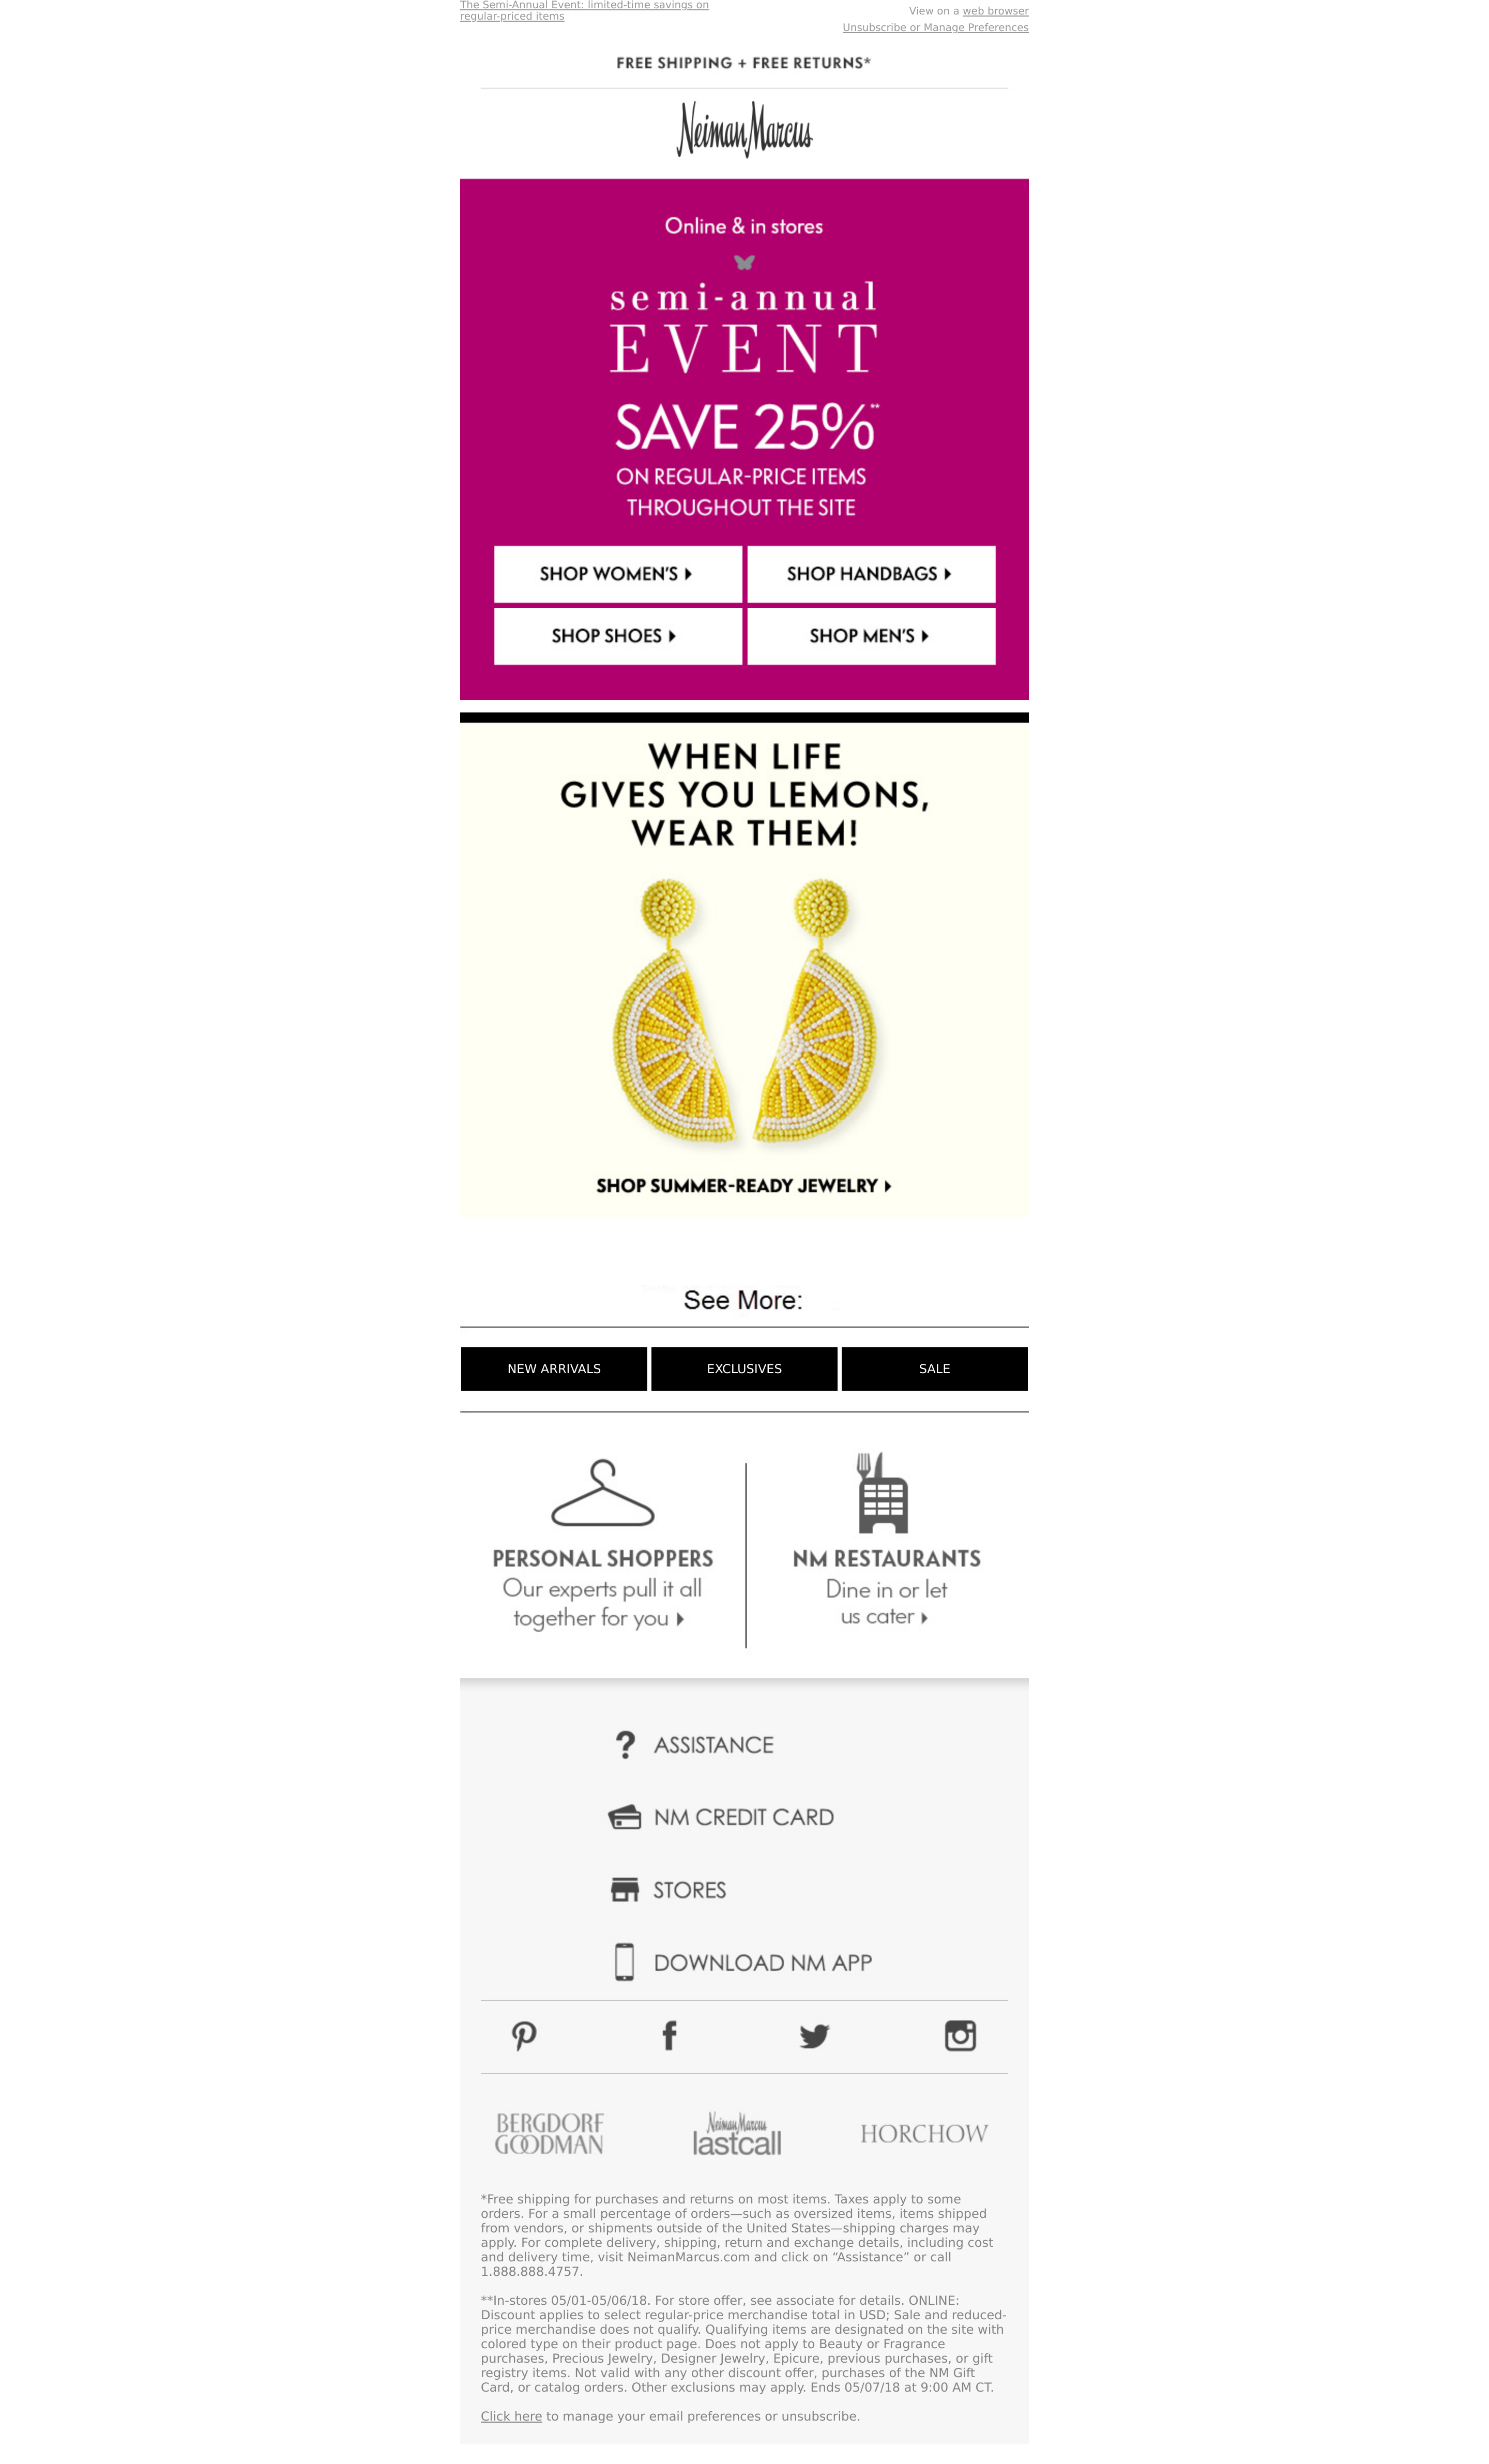 The Semi-Annual Event: limited-time savings on
regular-priced items
View on a web browser
Unsubscribe or Manage Preferences
FREE SHIPPING + FREE RETURNS*
Neiman Marcus
Online & in stores
semi-annual
EVENT
SAVE 25%**
ON REGULAR-PRICE ITEMS
THROUGHOUT THE SITE
SHOP WOMEN'S
SHOP HANDBAGS
SHOP SHOES
SHOP MEN'S
WHEN LIFE
GIVES YOU LEMONS,
WEAR THEM!
SHOP SUMMER-READY JEWELRY
See More:
NEW ARRIVALS
EXCLUSIVES
SALE
PERSONAL SHOPPERS
Our experts pull it all
together for you
NM RESTAURANTS
Dine in or let
us cater
ASSISTANCE
NM CREDIT CARD
STORES
DOWNLOAD NM APP
BERGDORF
GOODMAN
Neiman Marcus
lastcall
HORCHOW
*Free shipping for purchases and returns on most items. Taxes apply to some
orders. For a small percentage of orders—such as oversized items, items shipped
from vendors, or shipments outside of the United States—shipping charges may
apply. For complete delivery, shipping, return and exchange details, including cost
and delivery time, visit NeimanMarcus.com and click on “Assistance” or call
1.888.888.4757.
**In-stores 05/01-05/06/18. For store offer, see associate for details. ONLINE:
Discount applies to select regular-price merchandise total in USD; Sale and reduced-
price merchandise does not qualify. Qualifying items are designated on the site with
colored type on their product page. Does not apply to Beauty or Fragrance
purchases, Precious Jewelry, Designer Jewelry, Epicure, previous purchases, or gift
registry items. Not valid with any other discount offer, purchases of the NM Gift
Card, or catalog orders. Other exclusions may apply. Ends 05/07/18 at 9:00 AM CT.
Click here to manage your email preferences or unsubscribe.